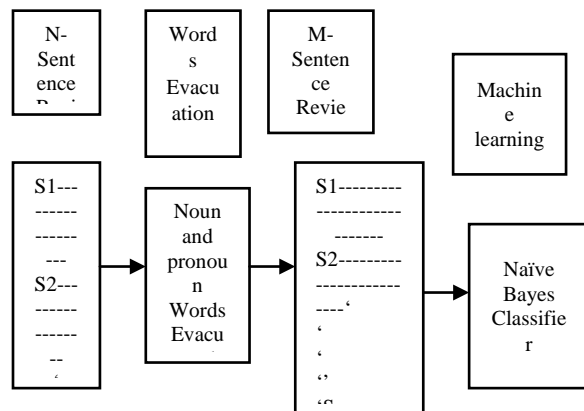 N-
Sent
ence
Word
s
Evacu
ation
M-
Senten
ce
Revie
Machin
e
learning
S1---
-------
-------
---
S2----
-------
-------
--
‘
Noun
and
pronou
n
Words
Evacu
S1---------
------------
-------
S2---------
------------
----‘
‘
‘
‘’
‘S
Naïve
Bayes
Classifie
r